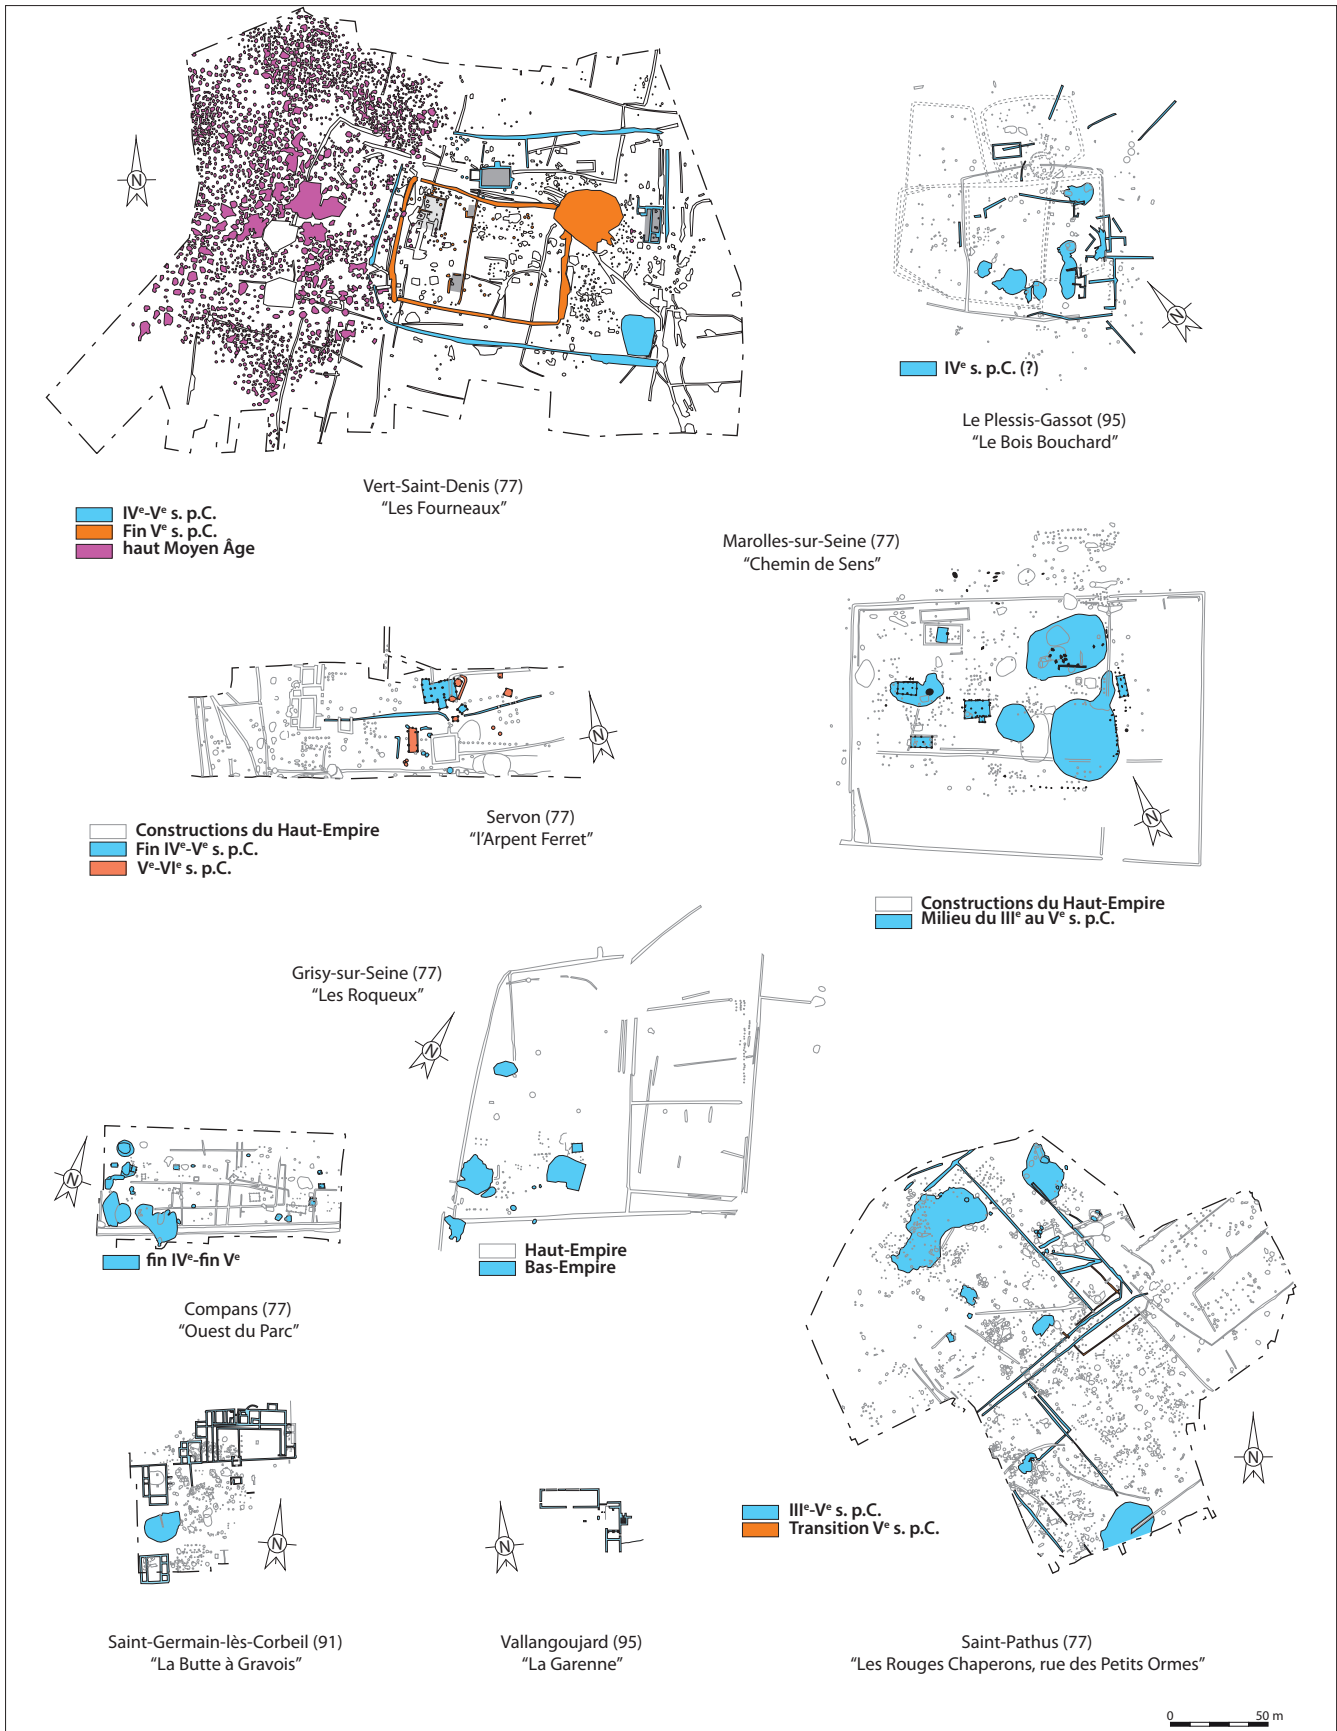 N
Vert-Saint-Denis (77)
“Les Fourneaux”
IVe-Ve s. p.C.
Fin Ve s. p.C.
haut Moyen Âge
N
IVe s. p.C. (?)
Le Plessis-Gassot (95)
“Le Bois Bouchard”
Marolles-sur-Seine (77)
“Chemin de Sens”
N
Constructions du Haut-Empire
Milieu du IIIe au Ve s. p.C.
N
Servon (77)
“l’Arpent Ferret”
Constructions du Haut-Empire
Fin IVe-Ve s. p.C.
Ve-VIe s. p.C.
Grisy-sur-Seine (77)
“Les Roqueux”
N
Haut-Empire
Bas-Empire
N
fin IVe-fin Ve
Compans (77)
“Ouest du Parc”
N
Saint-Germain-lès-Corbeil (91)
“La Butte à Gravois”
N
Vallangoujard (95)
“La Garenne”
N
IIIe-Ve s. p.C.
Transition Ve s. p.C.
Saint-Pathus (77)
“Les Rouges Chaperons, rue des Petits Ormes”
0 50 m